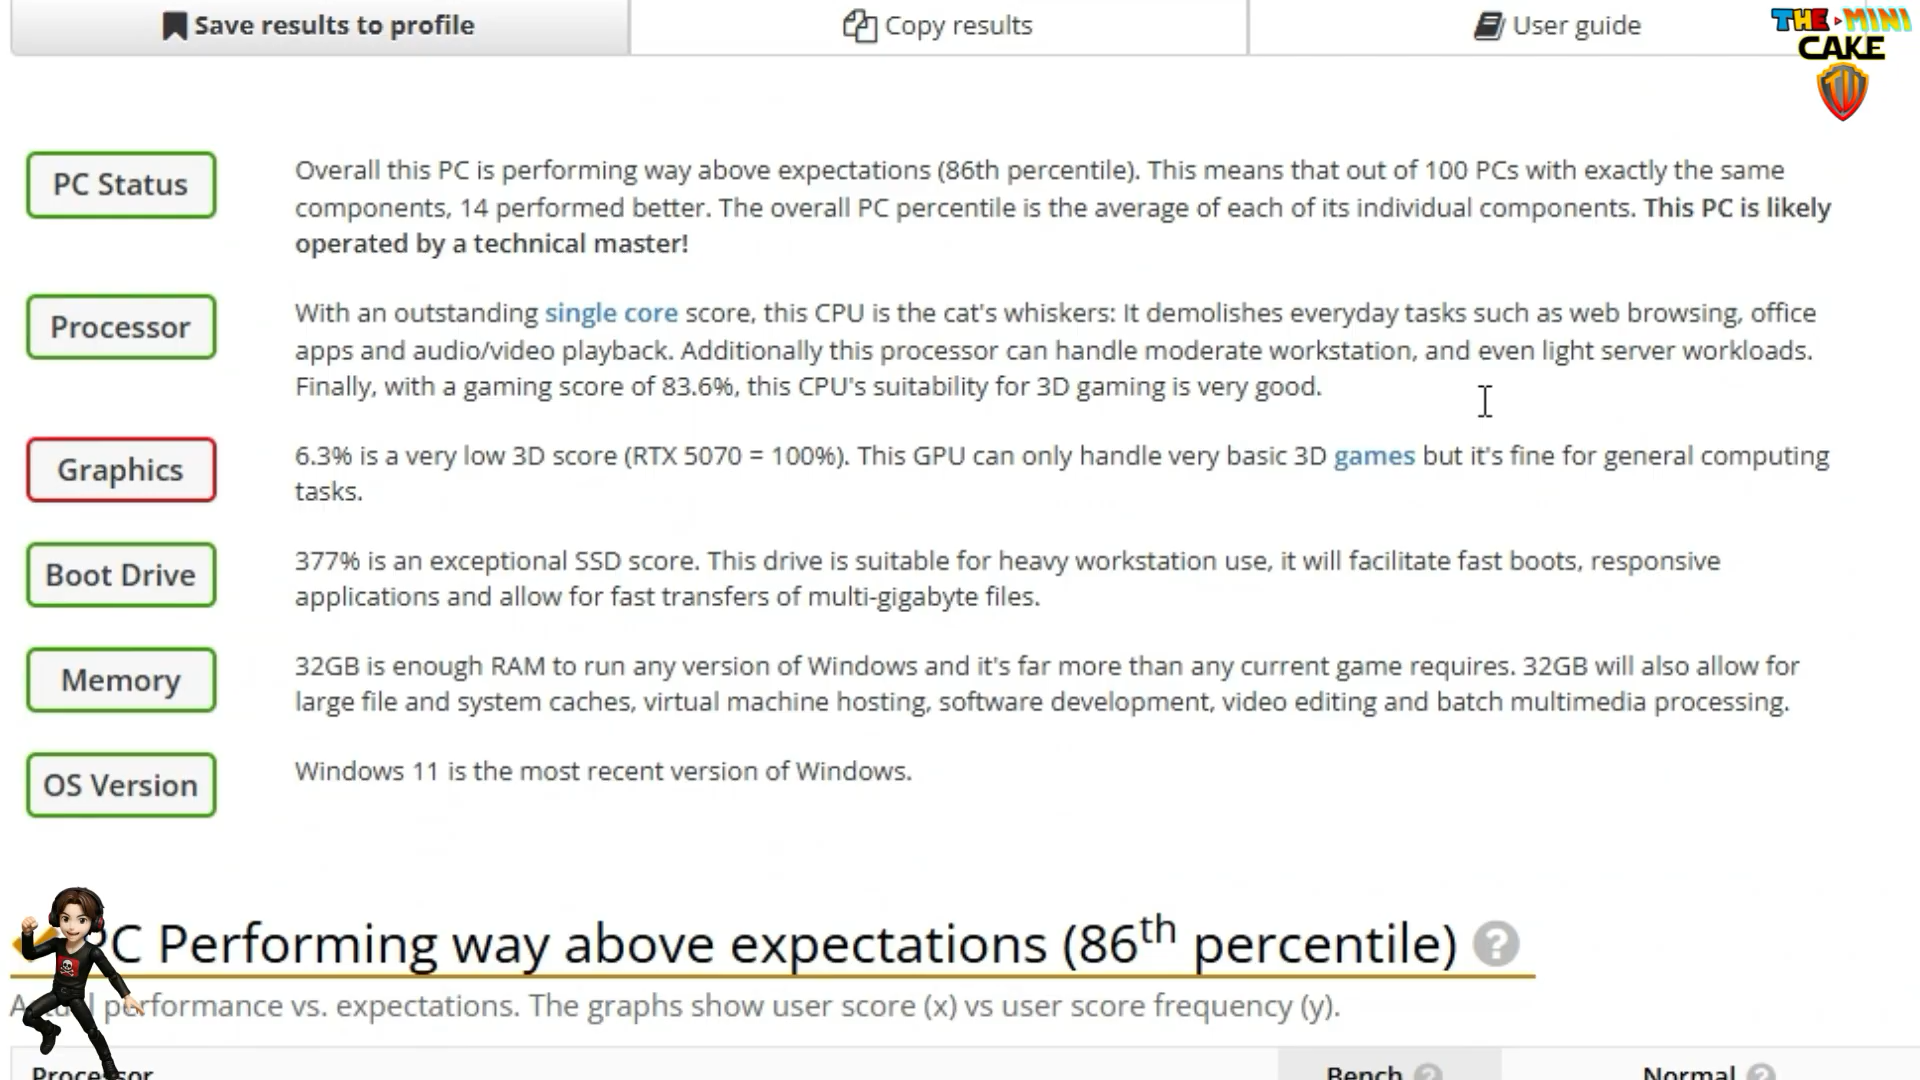 Save results to profile
Copy results
User guide
THE MINI
CAKE
PC Status
Overall this PC is performing way above expectations (86th percentile). This means that out of 100 PCs with exactly the same
components, 14 performed better. The overall PC percentile is the average of each of its individual components. This PC is likely
operated by a technical master!
Processor
With an outstanding single core score, this CPU is the cat's whiskers: It demolishes everyday tasks such as web browsing, office
apps and audio/video playback. Additionally this processor can handle moderate workstation, and even light server workloads.
Finally, with a gaming score of 83.6%, this CPU's suitability for 3D gaming is very good.
Graphics
6.3% is a very low 3D score (RTX 5070 = 100%). This GPU can only handle very basic 3D games but it's fine for general computing
tasks.
Boot Drive
377% is an exceptional SSD score. This drive is suitable for heavy workstation use, it will facilitate fast boots, responsive
applications and allow for fast transfers of multi-gigabyte files.
Memory
32GB is enough RAM to run any version of Windows and it's far more than any current game requires. 32GB will also allow for
large file and system caches, virtual machine hosting, software development, video editing and batch multimedia processing.
OS Version
Windows 11 is the most recent version of Windows.
PC Performing way above expectations (86th percentile) ?
Actual performance vs. expectations. The graphs show user score (x) vs user score frequency (y).
Processor
Bench ?
Normal ?